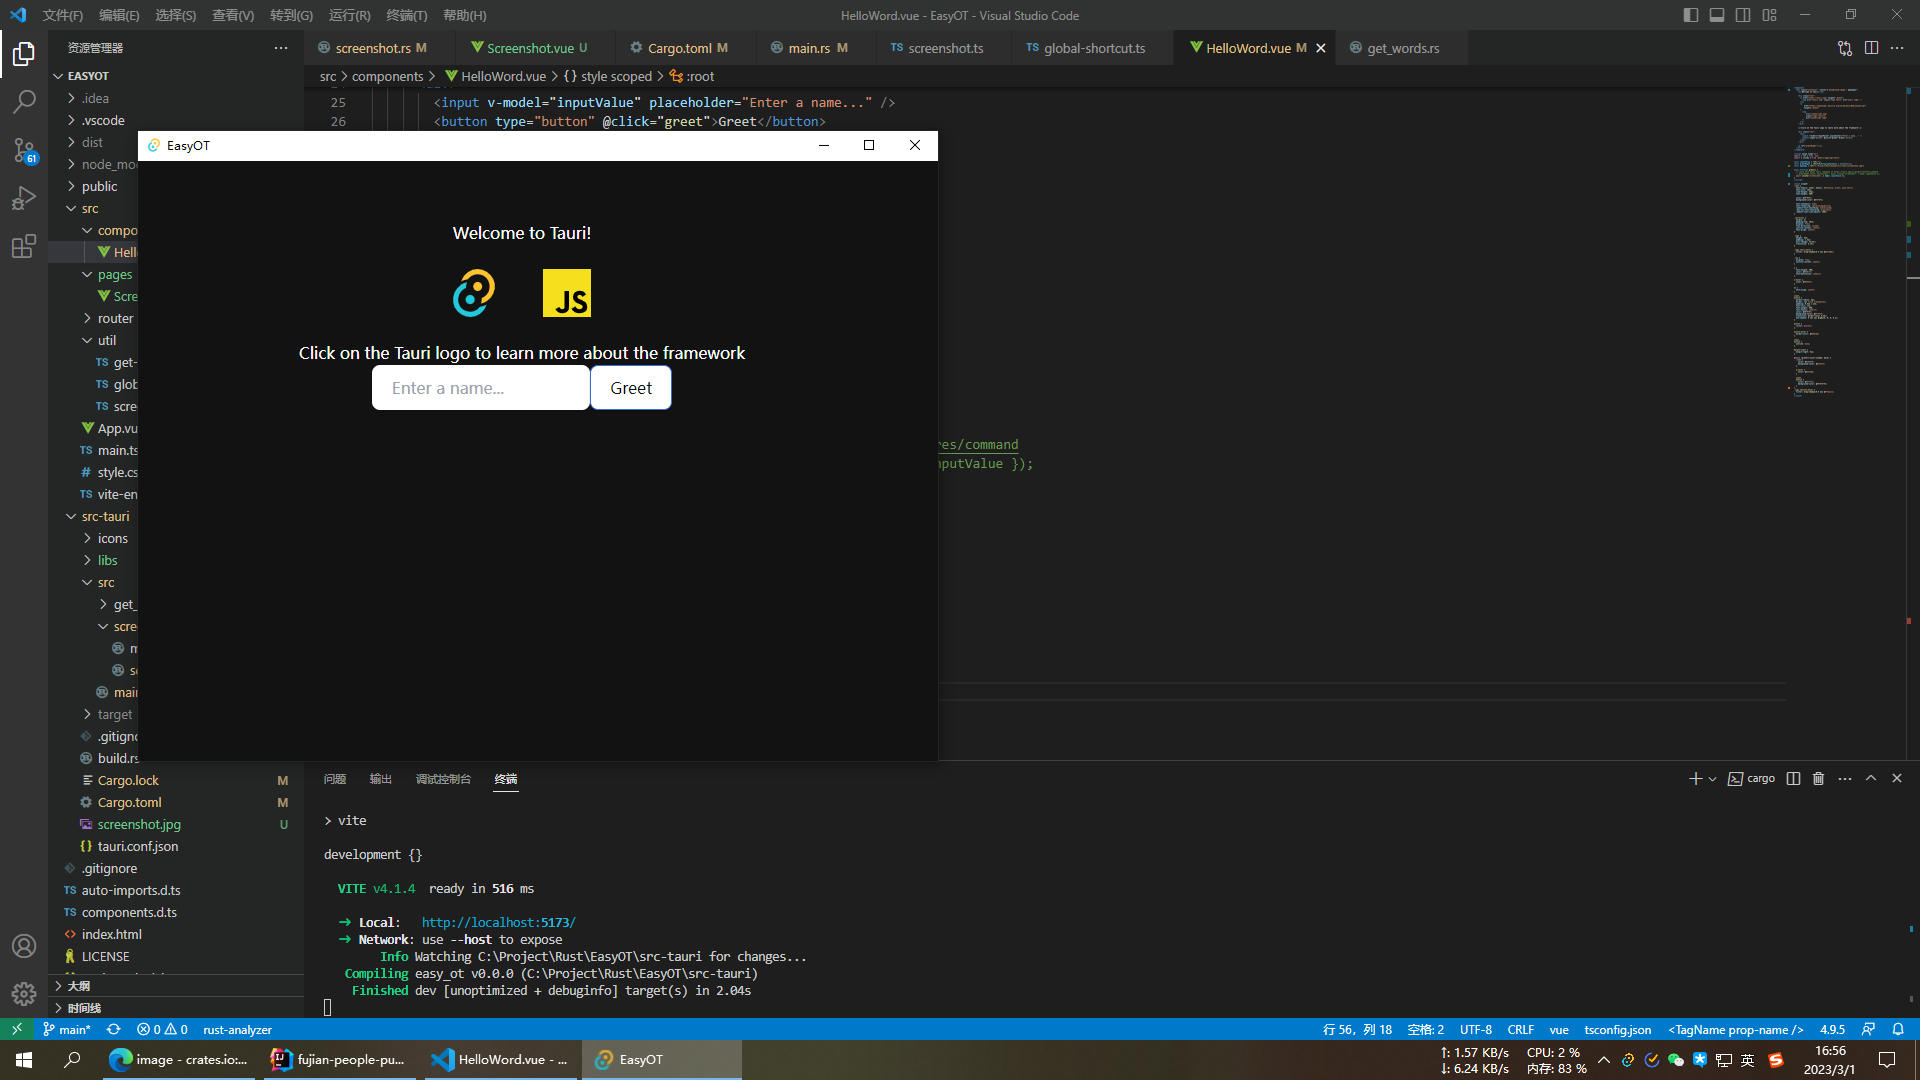 文件(F) 编辑(E) 选择(S) 查看(V) 转到(G) 运行(R) 终端(T) 帮助(H)
HelloWord.vue - EasyOT - Visual Studio Code
资源管理器
screenshot.rs M
Screenshot.vue U
Cargo.toml M
main.rs M
TS screenshot.ts
TS global-shortcut.ts
HelloWord.vue M
get_words.rs
EASYOT
src > components > HelloWord.vue > {} style scoped > :root
.idea
.vscode
dist
node_mo
public
src
compo
Hell
pages
Scre
router
util
TS get-
TS glob
TS scre
App.vu
TS main.ts
# style.cs
TS vite-en
src-tauri
icons
libs
src
get_
scre
m
sc
main
target
.gitign
build.rs
Cargo.lock M
Cargo.toml M
screenshot.jpg U
{} tauri.conf.json
.gitignore
TS auto-imports.d.ts
TS components.d.ts
<> index.html
LICENSE
大纲
时间线
25 <input v-model="inputValue" placeholder="Enter a name..." />
26 <button type="button" @click="greet">Greet</button>
EasyOT
Welcome to Tauri!
JS
Click on the Tauri logo to learn more about the framework
Enter a name...
Greet
res/command
nputValue });
问题 输出 调试控制台 终端
cargo
> vite
development {}
VITE v4.1.4 ready in 516 ms
➜ Local: http://localhost:5173/
➜ Network: use --host to expose
Info Watching C:\Project\Rust\EasyOT\src-tauri for changes...
Compiling easy_ot v0.0.0 (C:\Project\Rust\EasyOT\src-tauri)
Finished dev [unoptimized + debuginfo] target(s) in 2.04s
61
main* 0 0 rust-analyzer
行 56，列 18 空格: 2 UTF-8 CRLF vue tsconfig.json <TagName prop-name /> 4.9.5
image - crates.io:...
fujian-people-pu...
HelloWord.vue - ...
EasyOT
↑: 1.57 KB/s
↓: 6.24 KB/s
CPU: 2 %
内存: 83 %
英
16:56
2023/3/1